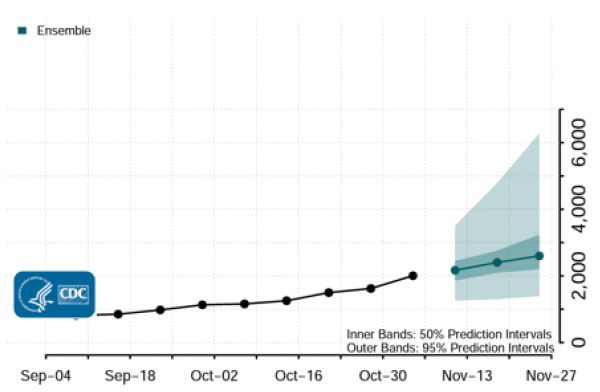 Ensemble
6,000
4,000
2,000
0
CDC
Inner Bands: 50% Prediction Intervals
Outer Bands: 95% Prediction Intervals
Sep–04 Sep–18 Oct–02 Oct–16 Oct–30 Nov–13 Nov–27